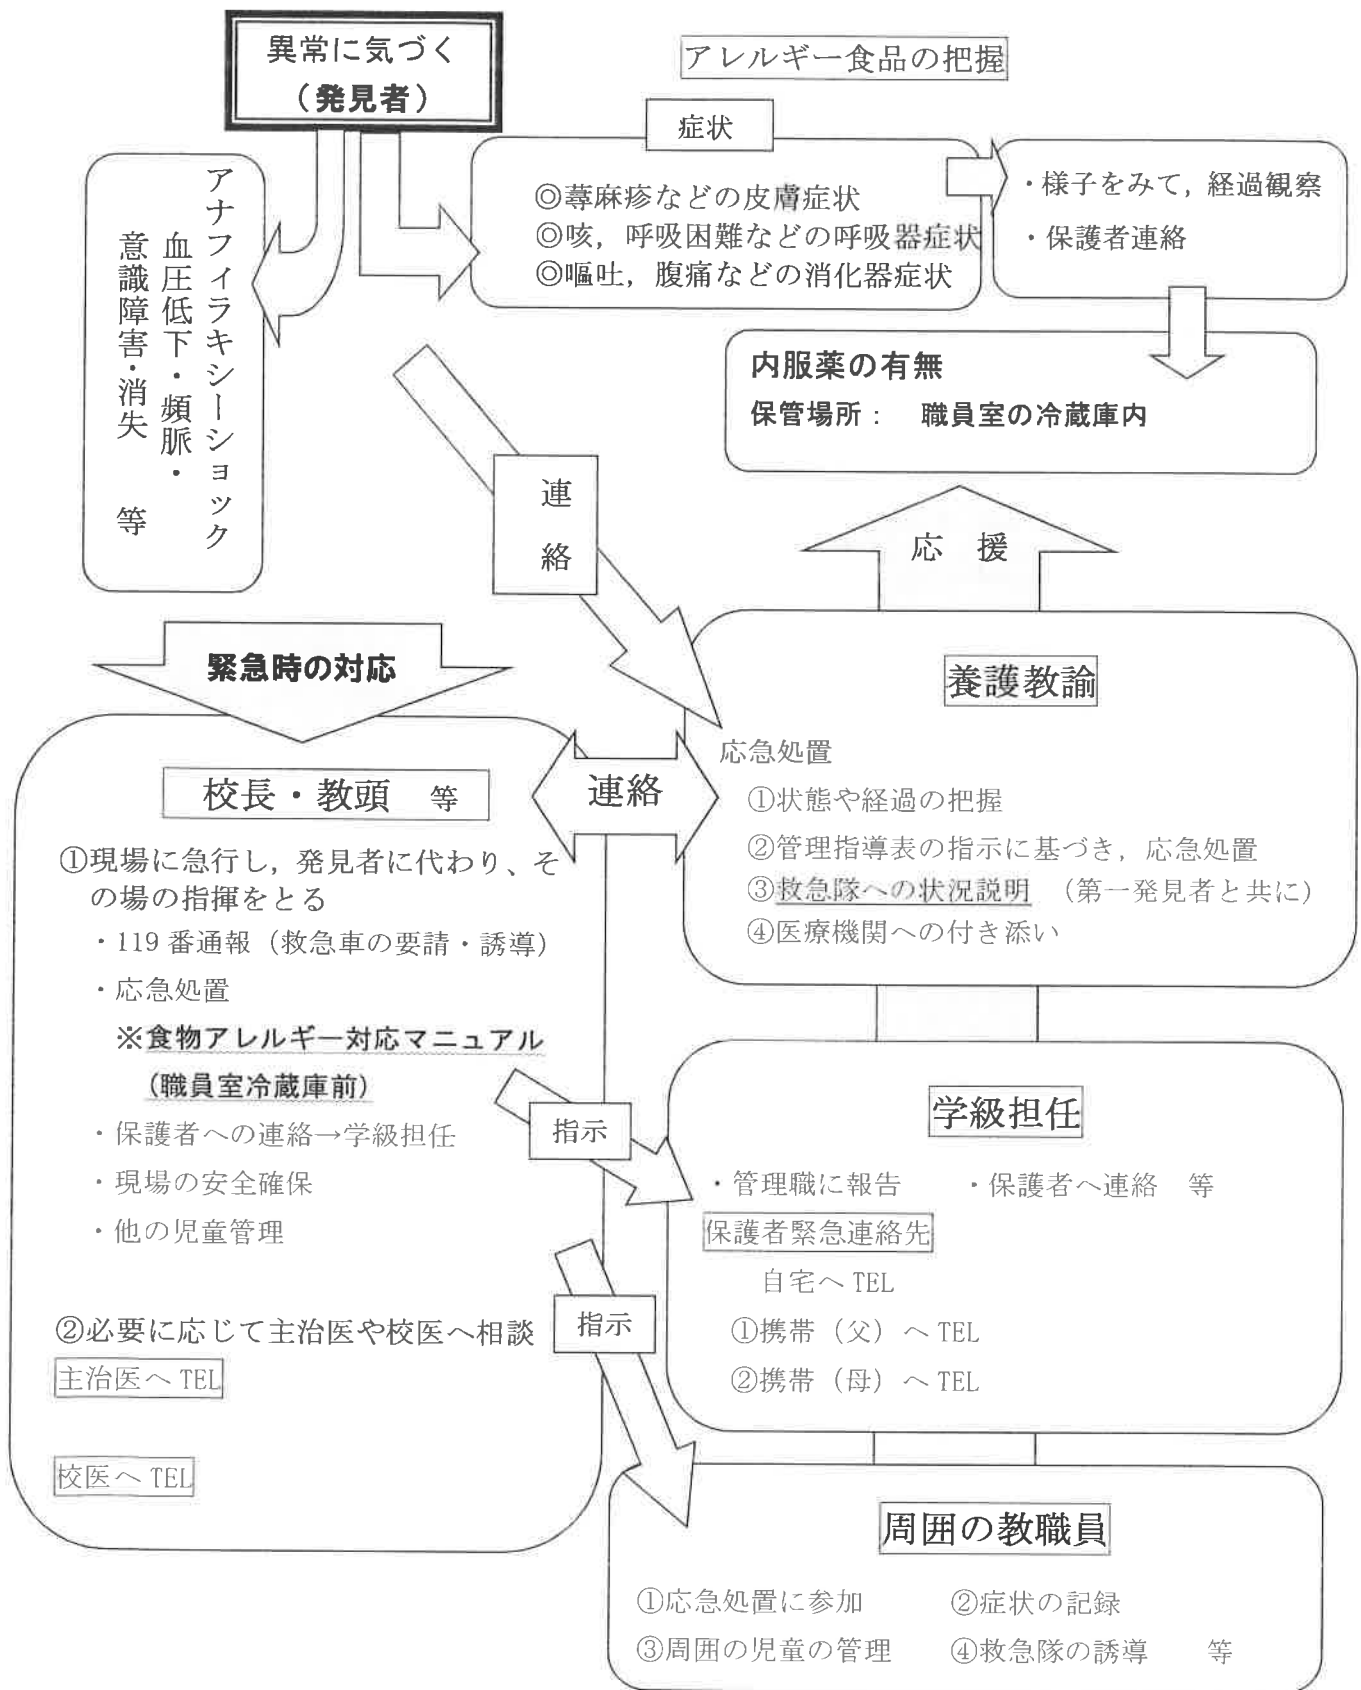 異常に気づく
（発見者）
アレルギー食品の把握
症状
◎蕁麻疹などの皮膚症状
◎咳，呼吸困難などの呼吸器症状
◎嘔吐，腹痛などの消化器症状
・様子をみて，経過観察
・保護者連絡
アナフィラキシーショック
血圧低下・頻脈・
意識障害・消失　等
内服薬の有無
保管場所：　職員室の冷蔵庫内
連
絡
応　援
緊急時の対応
養護教諭
応急処置
①状態や経過の把握
②管理指導表の指示に基づき，応急処置
③救急隊への状況説明　（第一発見者と共に）
④医療機関への付き添い
連絡
校長・教頭　等
①現場に急行し，発見者に代わり、そ
の場の指揮をとる
・119 番通報（救急車の要請・誘導）
・応急処置
※食物アレルギー対応マニュアル
（職員室冷蔵庫前）
・保護者への連絡→学級担任
・現場の安全確保
・他の児童管理
②必要に応じて主治医や校医へ相談
主治医へ TEL
校医へ TEL
指示
学級担任
・管理職に報告　　・保護者へ連絡　等
保護者緊急連絡先
自宅へ TEL
①携帯（父）へ TEL
②携帯（母）へ TEL
指示
周囲の教職員
①応急処置に参加　　②症状の記録
③周囲の児童の管理　　④救急隊の誘導　　等